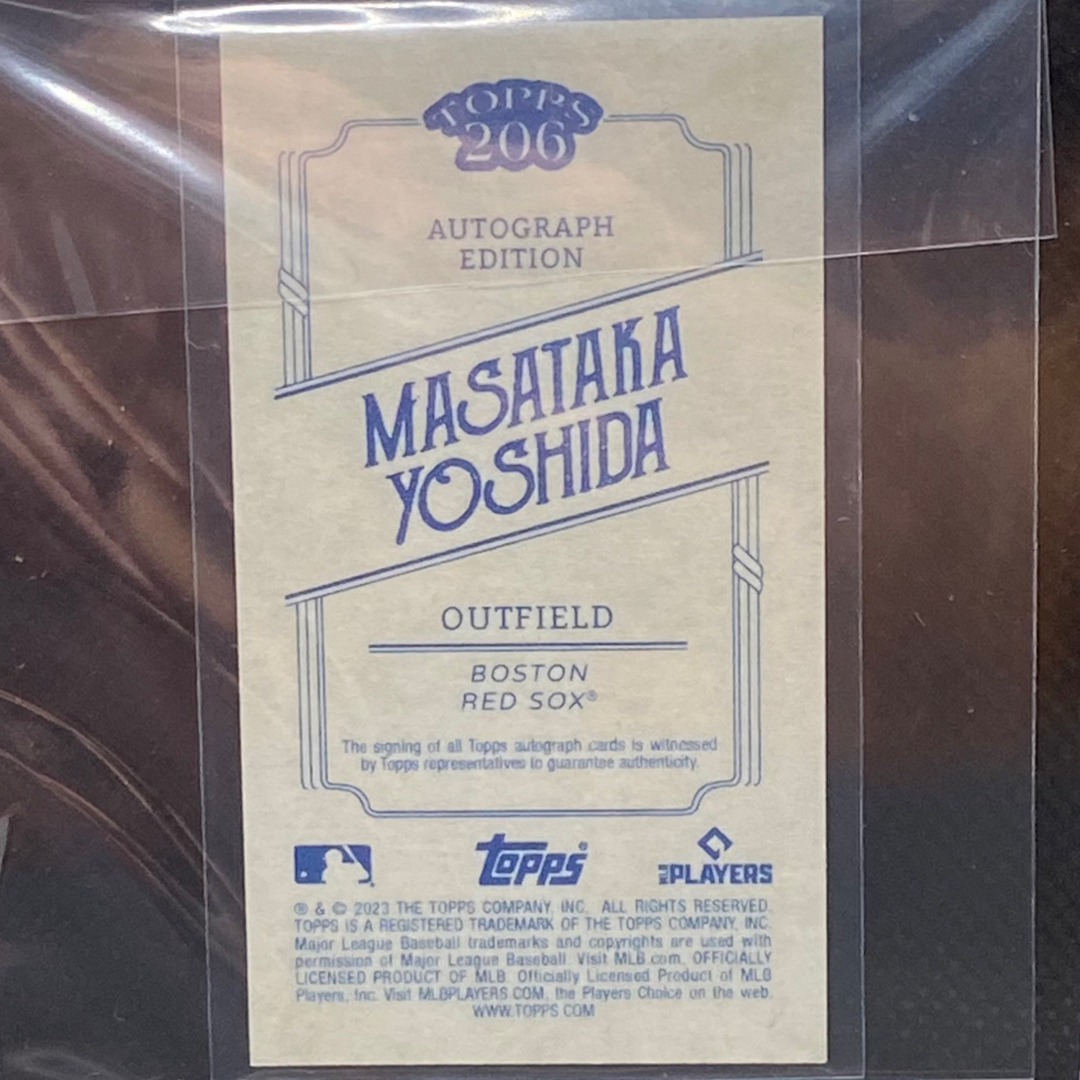 TOPPS
206
AUTOGRAPH
EDITION
MASATAKA
YOSHIDA
OUTFIELD
BOSTON
RED SOX®
The signing of all Topps autograph cards is witnessed
by Topps representatives to guarantee authenticity.
topps®
MLB PLAYERS
® & © 2023 THE TOPPS COMPANY, INC. ALL RIGHTS RESERVED.
TOPPS IS A REGISTERED TRADEMARK OF THE TOPPS COMPANY, INC.
Major League Baseball trademarks and copyrights are used with
permission of Major League Baseball. Visit MLB.com. OFFICIALLY
LICENSED PRODUCT OF MLB. Officially Licensed Product of MLB
Players, Inc. Visit MLBPLAYERS.COM, the Players Choice on the web.
WWW.TOPPS.COM